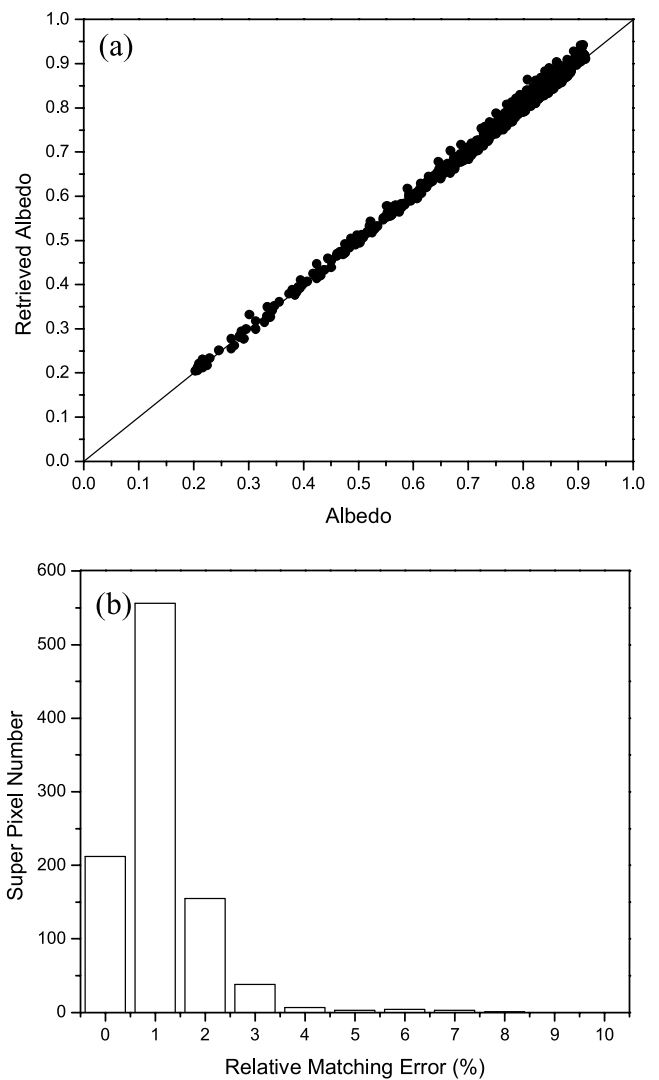 (a)
Retrieved Albedo
1.0
0.9
0.8
0.7
0.6
0.5
0.4
0.3
0.2
0.1
0.0
0.0 0.1 0.2 0.3 0.4 0.5 0.6 0.7 0.8 0.9 1.0
Albedo
(b)
Super Pixel Number
600
500
400
300
200
100
0
0 1 2 3 4 5 6 7 8 9 10
Relative Matching Error (%)